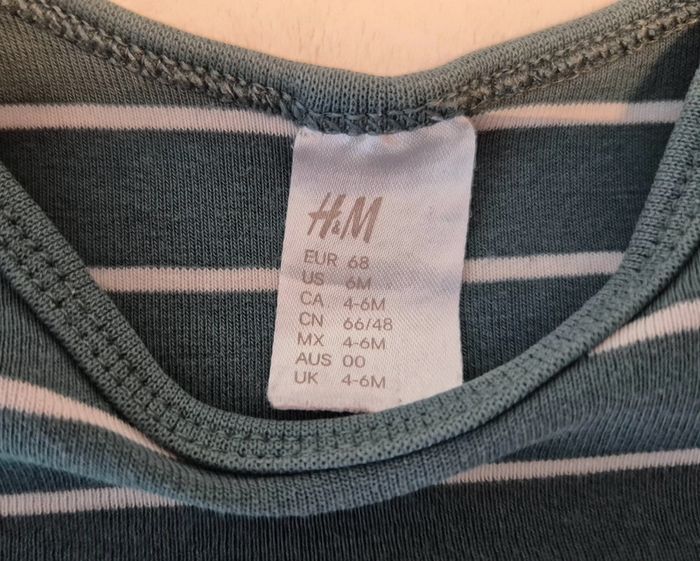 H&M
EUR 68
US 6M
CA 4-6M
CN 66/48
MX 4-6M
AUS 00
UK 4-6M